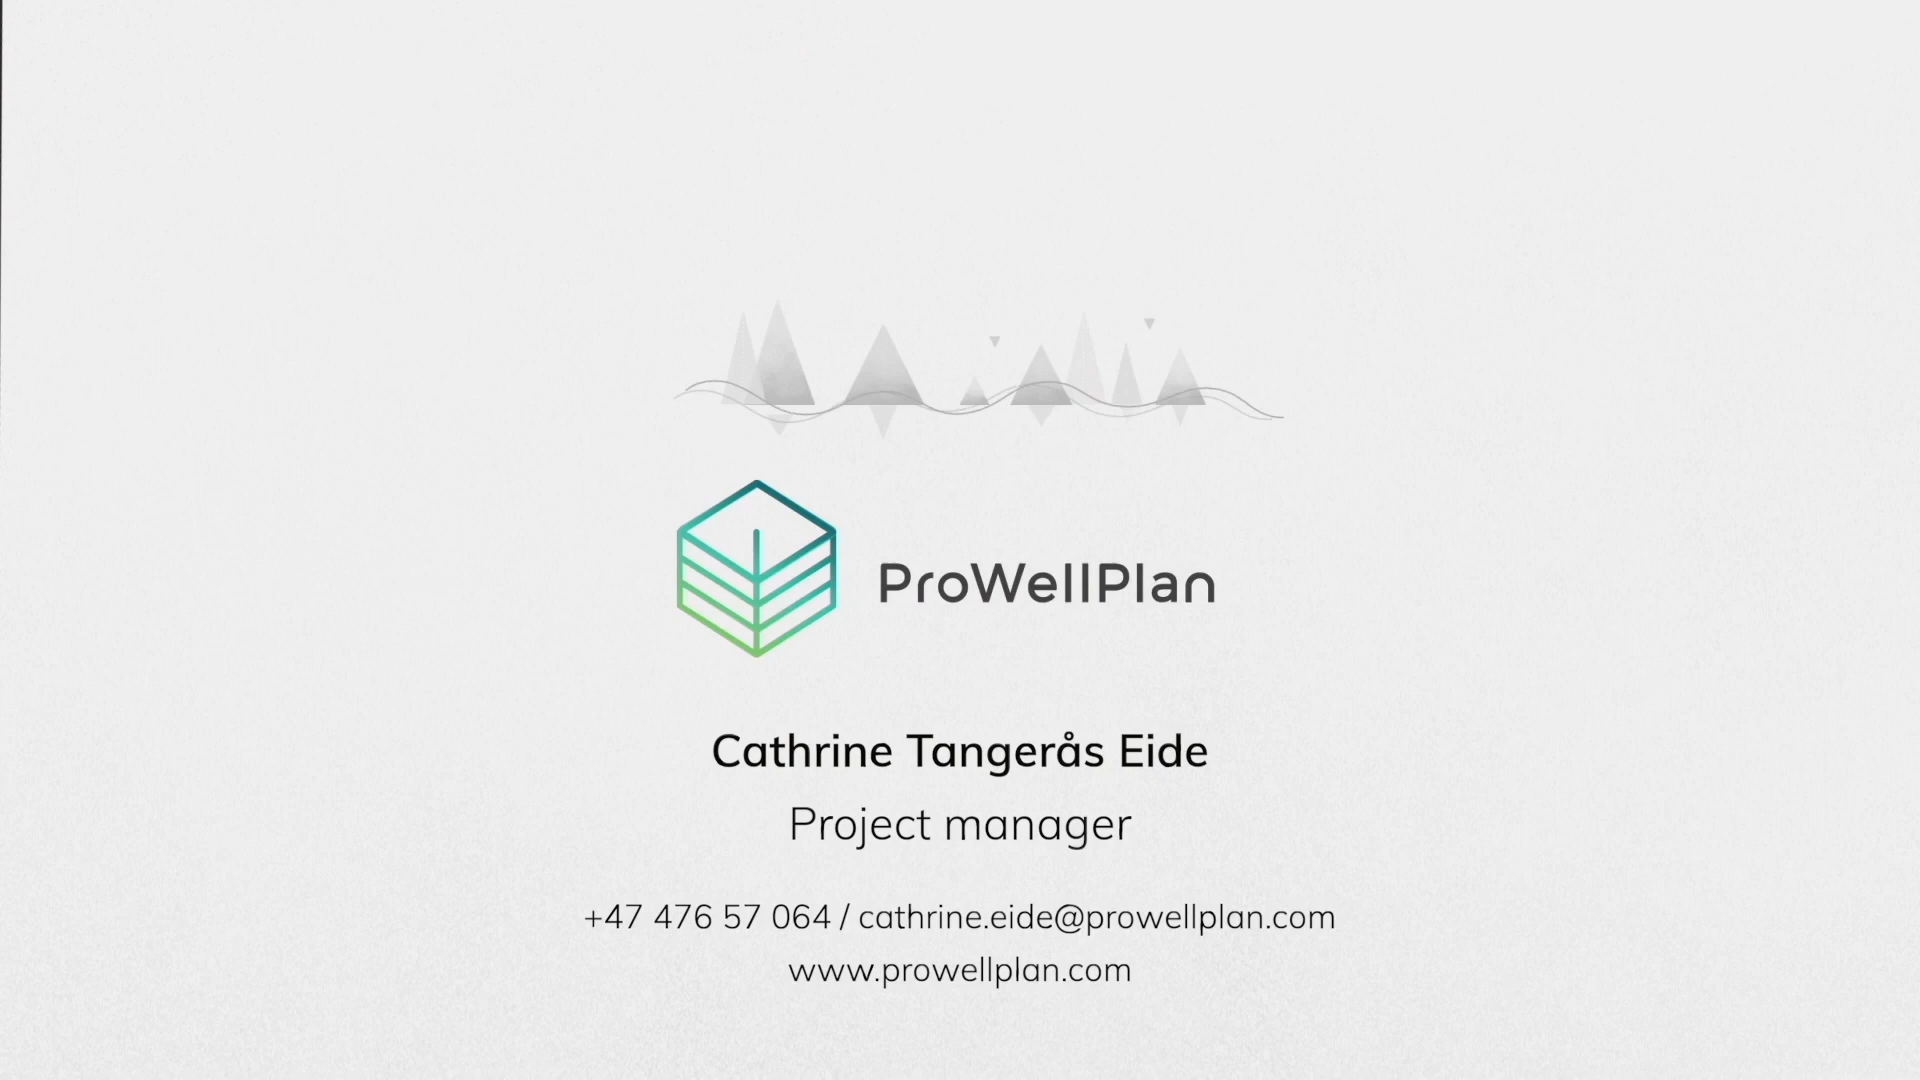 ProWellPlan
Cathrine Tangerås Eide
Project manager
+47 476 57 064 / cathrine.eide@prowellplan.com
www.prowellplan.com